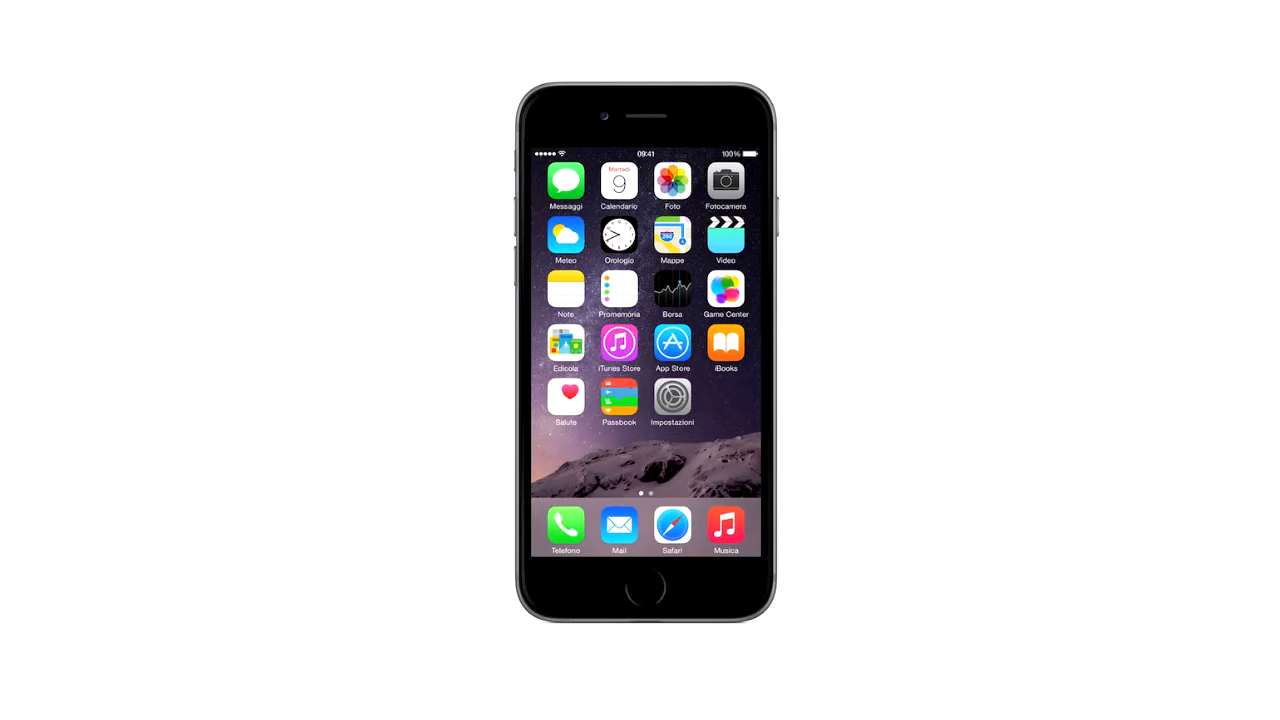 09:41 100%
Martedì
9
Messaggi Calendario Foto Fotocamera
280
Meteo Orologio Mappe Video
Note Promemoria Borsa Game Center
Edicola iTunes Store App Store iBooks
Salute Passbook Impostazioni
Telefono Mail Safari Musica